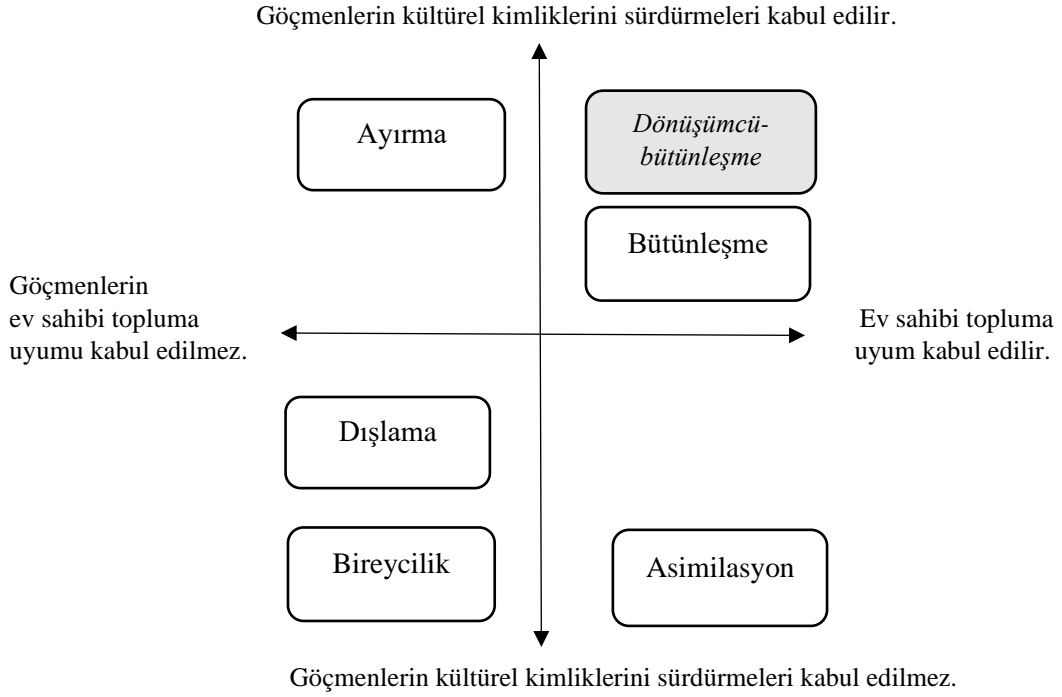 Göçmenlerin kültürel kimliklerini sürdürmeleri kabul edilir.
Ayırma
Dönüşümcü-
bütünleşme
Bütünleşme
Göçmenlerin
ev sahibi topluma
uyumu kabul edilmez.
Ev sahibi topluma
uyum kabul edilir.
Dışlama
Bireycilik
Asimilasyon
Göçmenlerin kültürel kimliklerini sürdürmeleri kabul edilmez.